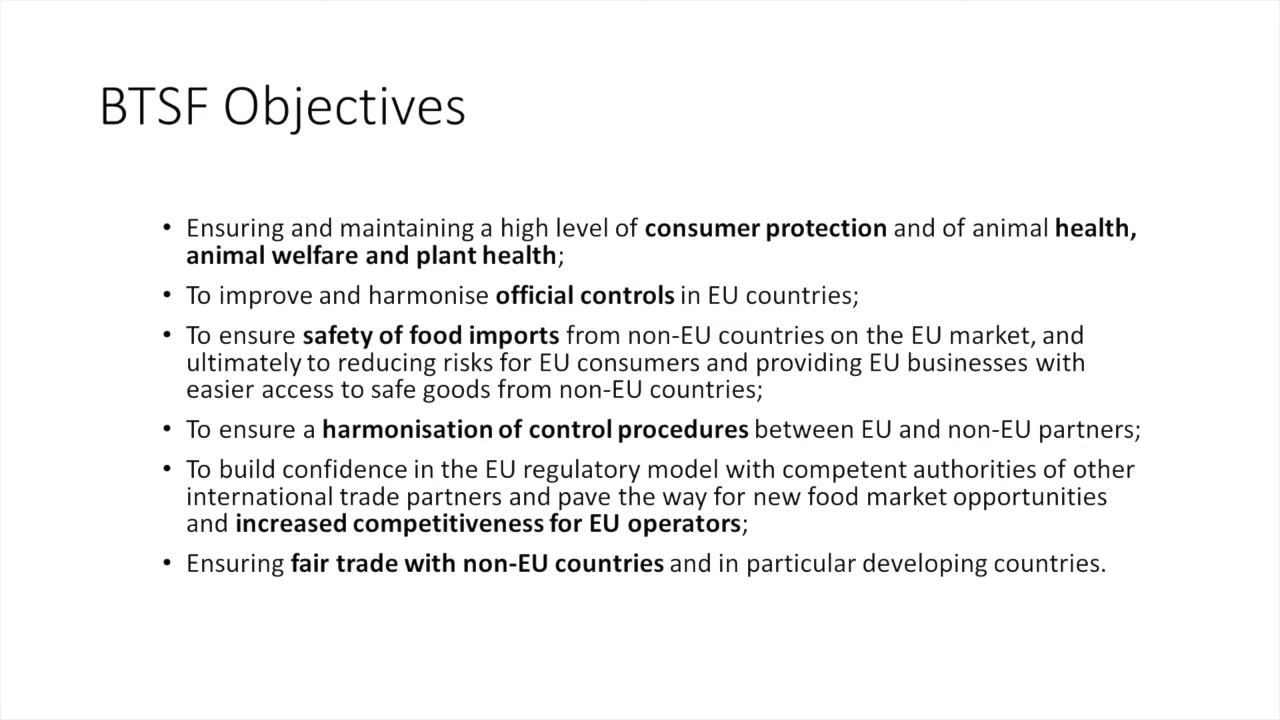 BTSF Objectives
• Ensuring and maintaining a high level of consumer protection and of animal health,
animal welfare and plant health;
• To improve and harmonise official controls in EU countries;
• To ensure safety of food imports from non-EU countries on the EU market, and
ultimately to reducing risks for EU consumers and providing EU businesses with
easier access to safe goods from non-EU countries;
• To ensure a harmonisation of control procedures between EU and non-EU partners;
• To build confidence in the EU regulatory model with competent authorities of other
international trade partners and pave the way for new food market opportunities
and increased competitiveness for EU operators;
• Ensuring fair trade with non-EU countries and in particular developing countries.